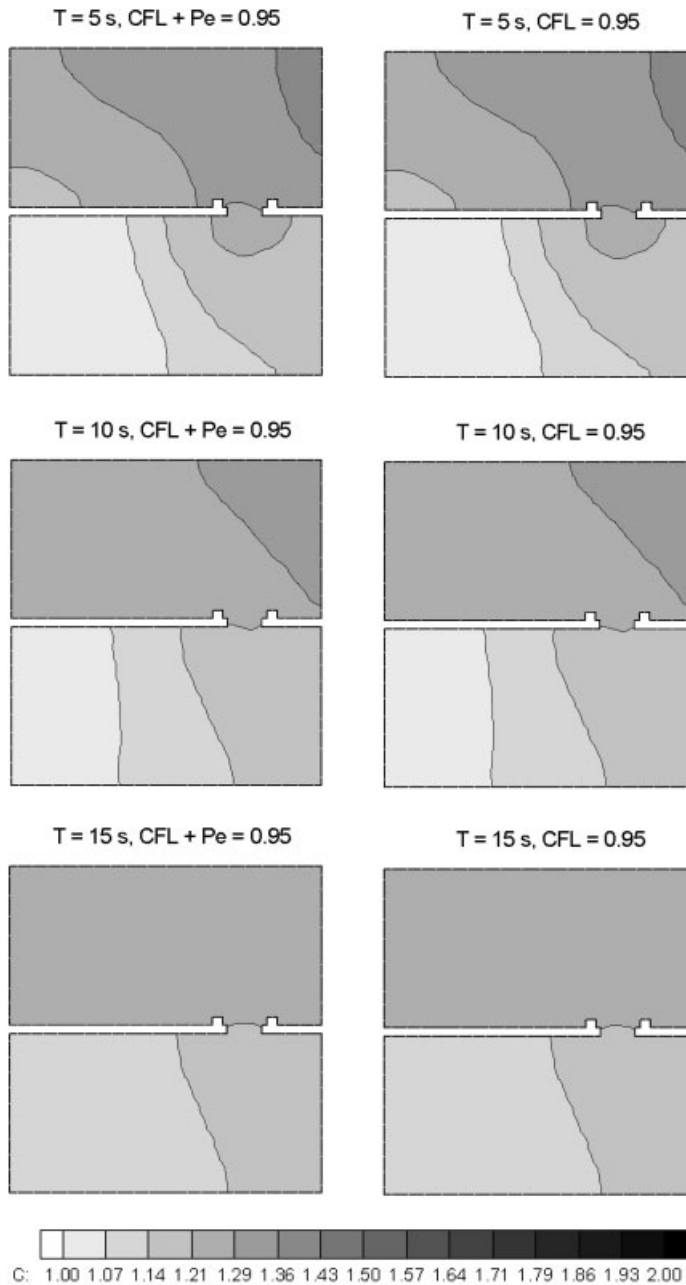 T = 5 s, CFL + Pe = 0.95
T = 5 s, CFL = 0.95
T = 10 s, CFL + Pe = 0.95
T = 10 s, CFL = 0.95
T = 15 s, CFL + Pe = 0.95
T = 15 s, CFL = 0.95
C: 1.00 1.07 1.14 1.21 1.29 1.36 1.43 1.50 1.57 1.64 1.71 1.79 1.86 1.93 2.00